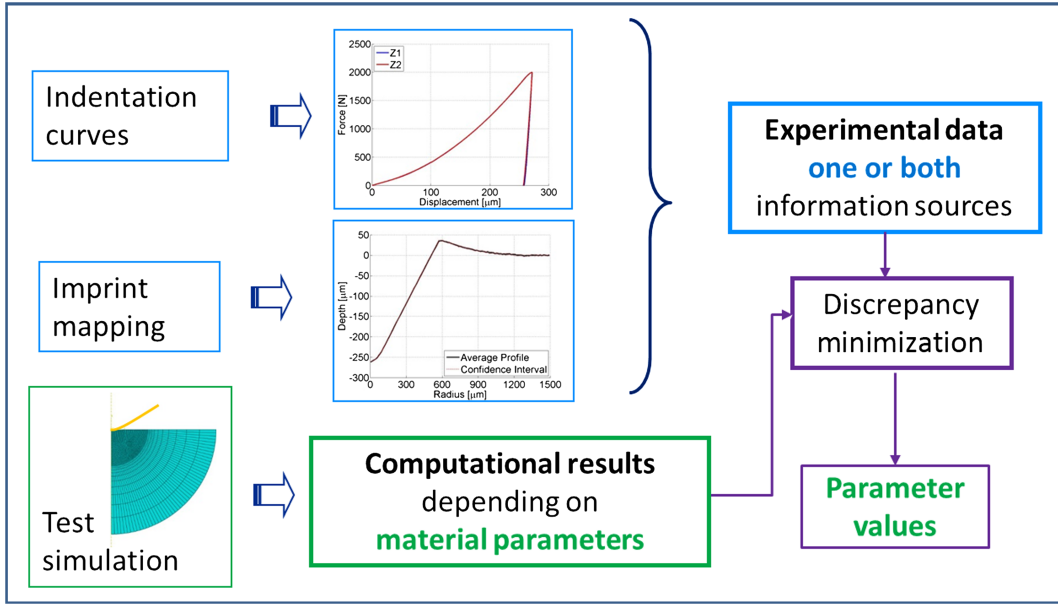 Indentation
curves
2500
2000
1500
1000
500
0
Force [N]
Z1
Z2
0 100 200 300
Displacement [µm]
Experimental data
one or both
information sources
Imprint
mapping
50
0
-50
-100
-150
-200
-250
-300
Depth [µm]
Average Profile
Confidence Interval
0 300 600 900 1200 1500
Radius [µm]
Discrepancy
minimization
Test
simulation
Computational results
depending on
material parameters
Parameter
values